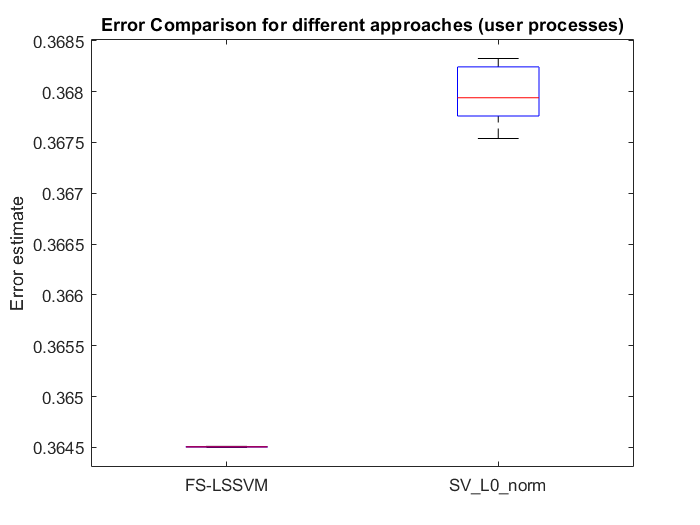 Error Comparison for different approaches (user processes)
0.3685
0.368
0.3675
0.367
0.3665
0.366
0.3655
0.365
0.3645
Error estimate
FS-LSSVM
SV_L0_norm